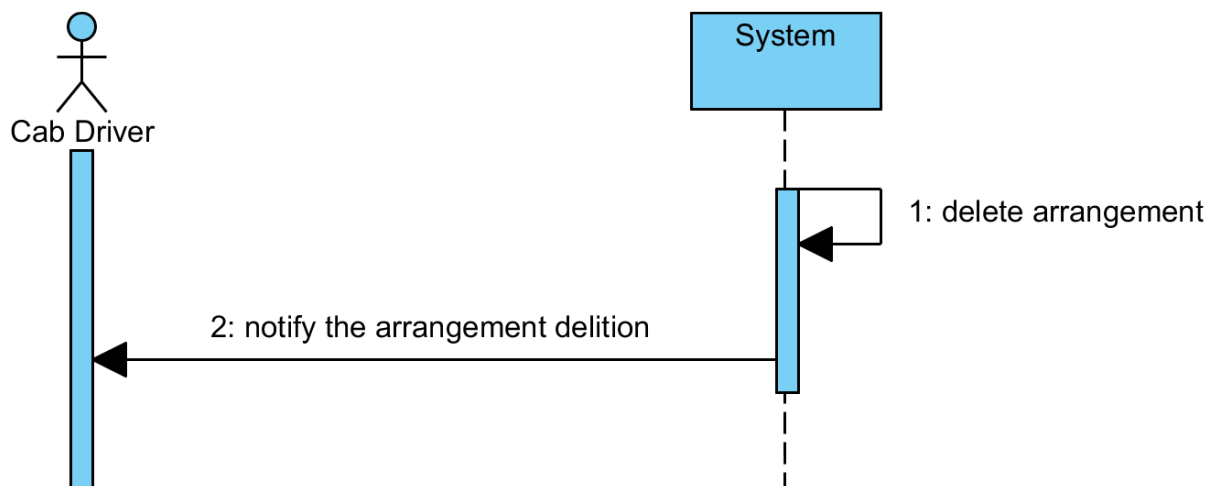 System
Cab Driver
1: delete arrangement
2: notify the arrangement delition